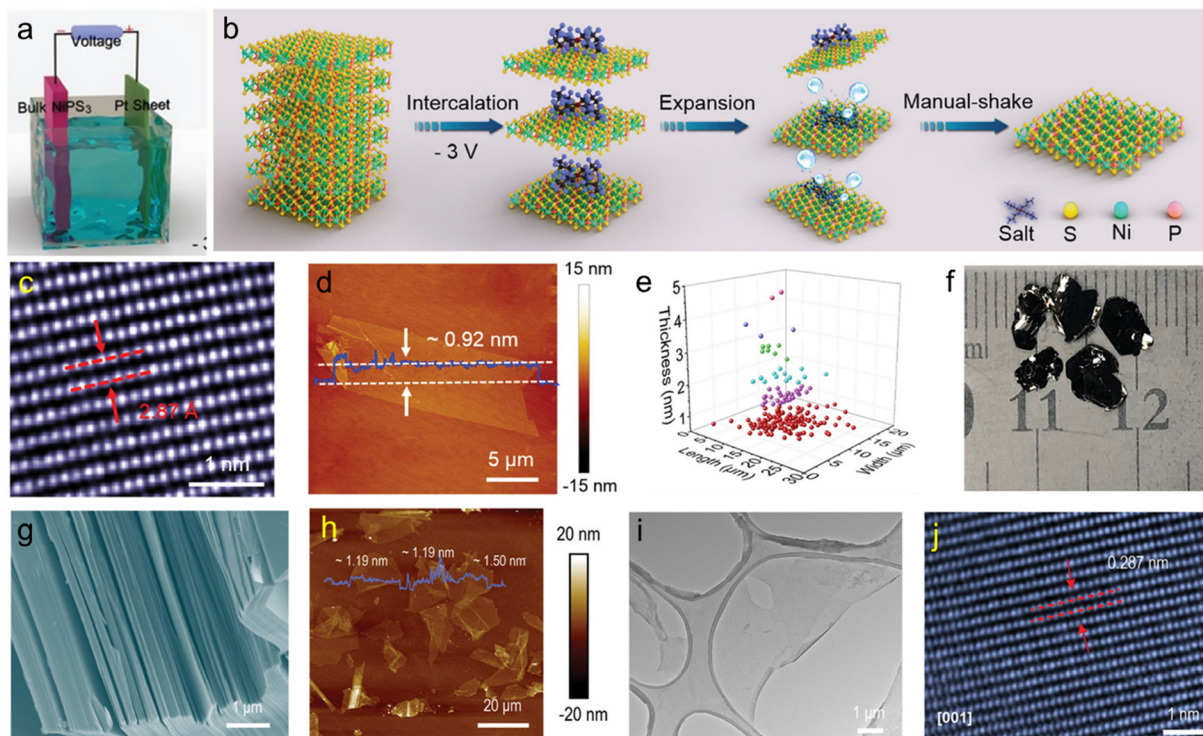 a
Voltage
Bulk NiPS₃
Pt Sheet
b
Intercalation
- 3 V
Expansion
Manual-shake
Salt
S
Ni
P
c
2.87 Å
1 nm
d
~ 0.92 nm
5 µm
15 nm
-15 nm
e
Thickness (nm)
5
4
3
2
1
Length (µm)
0
5
10
15
20
25
30
Width (µm)
0
5
10
15
20
f
11
12
g
1 µm
h
~ 1.19 nm
~ 1.19 nm
~ 1.50 nm
20 µm
20 nm
-20 nm
i
1 µm
j
0.287 nm
[001]
1 nm